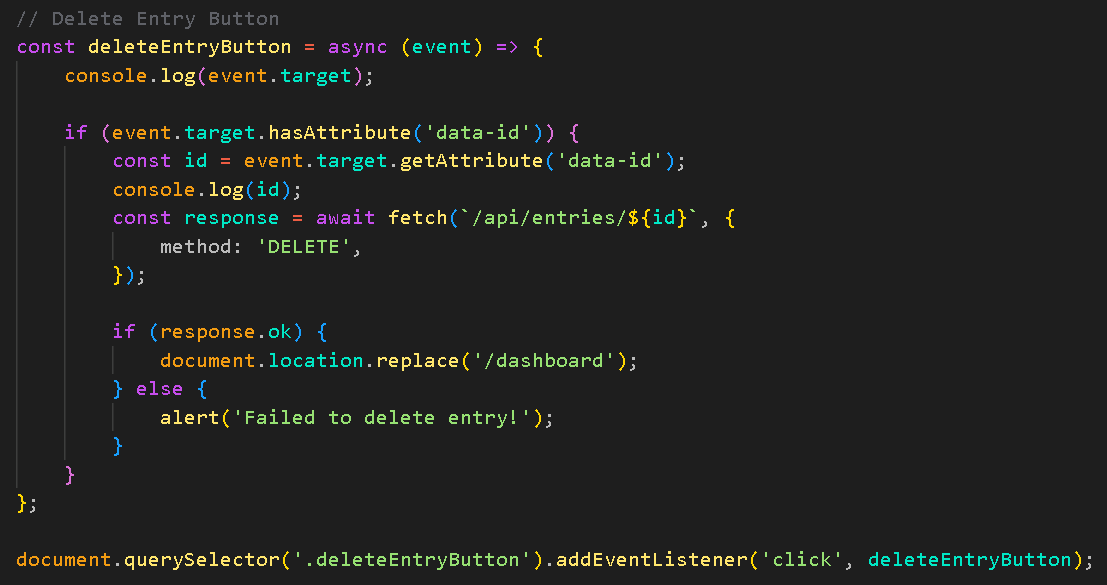 // Delete Entry Button
const deleteEntryButton = async (event) => {
    console.log(event.target);

    if (event.target.hasAttribute('data-id')) {
        const id = event.target.getAttribute('data-id');
        console.log(id);
        const response = await fetch(`/api/entries/${id}`, {
            method: 'DELETE',
        });

        if (response.ok) {
            document.location.replace('/dashboard');
        } else {
            alert('Failed to delete entry!');
        }
    }
};

document.querySelector('.deleteEntryButton').addEventListener('click', deleteEntryButton);